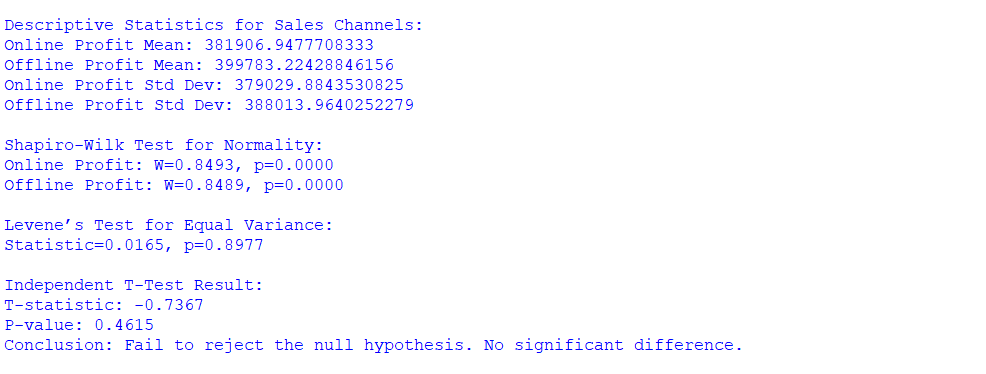 Descriptive Statistics for Sales Channels:
Online Profit Mean: 381906.9477708333
Offline Profit Mean: 399783.22428846156
Online Profit Std Dev: 379029.8843530825
Offline Profit Std Dev: 388013.9640252279
Shapiro-Wilk Test for Normality:
Online Profit: W=0.8493, p=0.0000
Offline Profit: W=0.8489, p=0.0000
Levene’s Test for Equal Variance:
Statistic=0.0165, p=0.8977
Independent T-Test Result:
T-statistic: -0.7367
P-value: 0.4615
Conclusion: Fail to reject the null hypothesis. No significant difference.